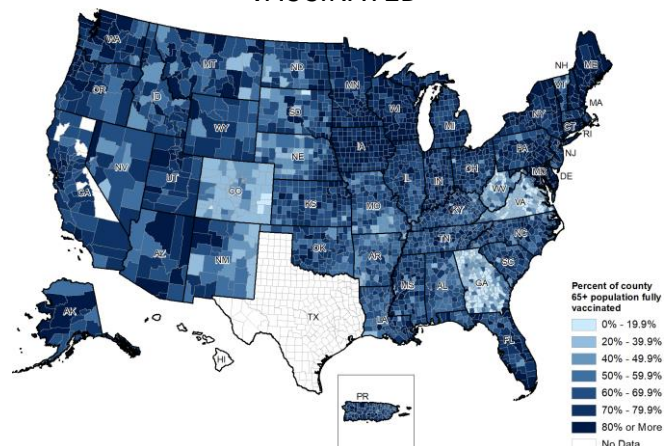 VACCINATED
WA
MT
ND
MN
NH
ME
VT
OR
ID
SD
WI
MI
NY
MA
CT
RI
WY
IA
PA
NJ
NE
NV
UT
CO
IL
IN
OH
MD
DE
WV
VA
CA
KS
MO
KY
AZ
NM
OK
AR
TN
NC
SC
MS
AL
GA
TX
LA
FL
AK
HI
PR
Percent of county
65+ population fully
vaccinated
0% - 19.9%
20% - 39.9%
40% - 49.9%
50% - 59.9%
60% - 69.9%
70% - 79.9%
80% or More
No Data